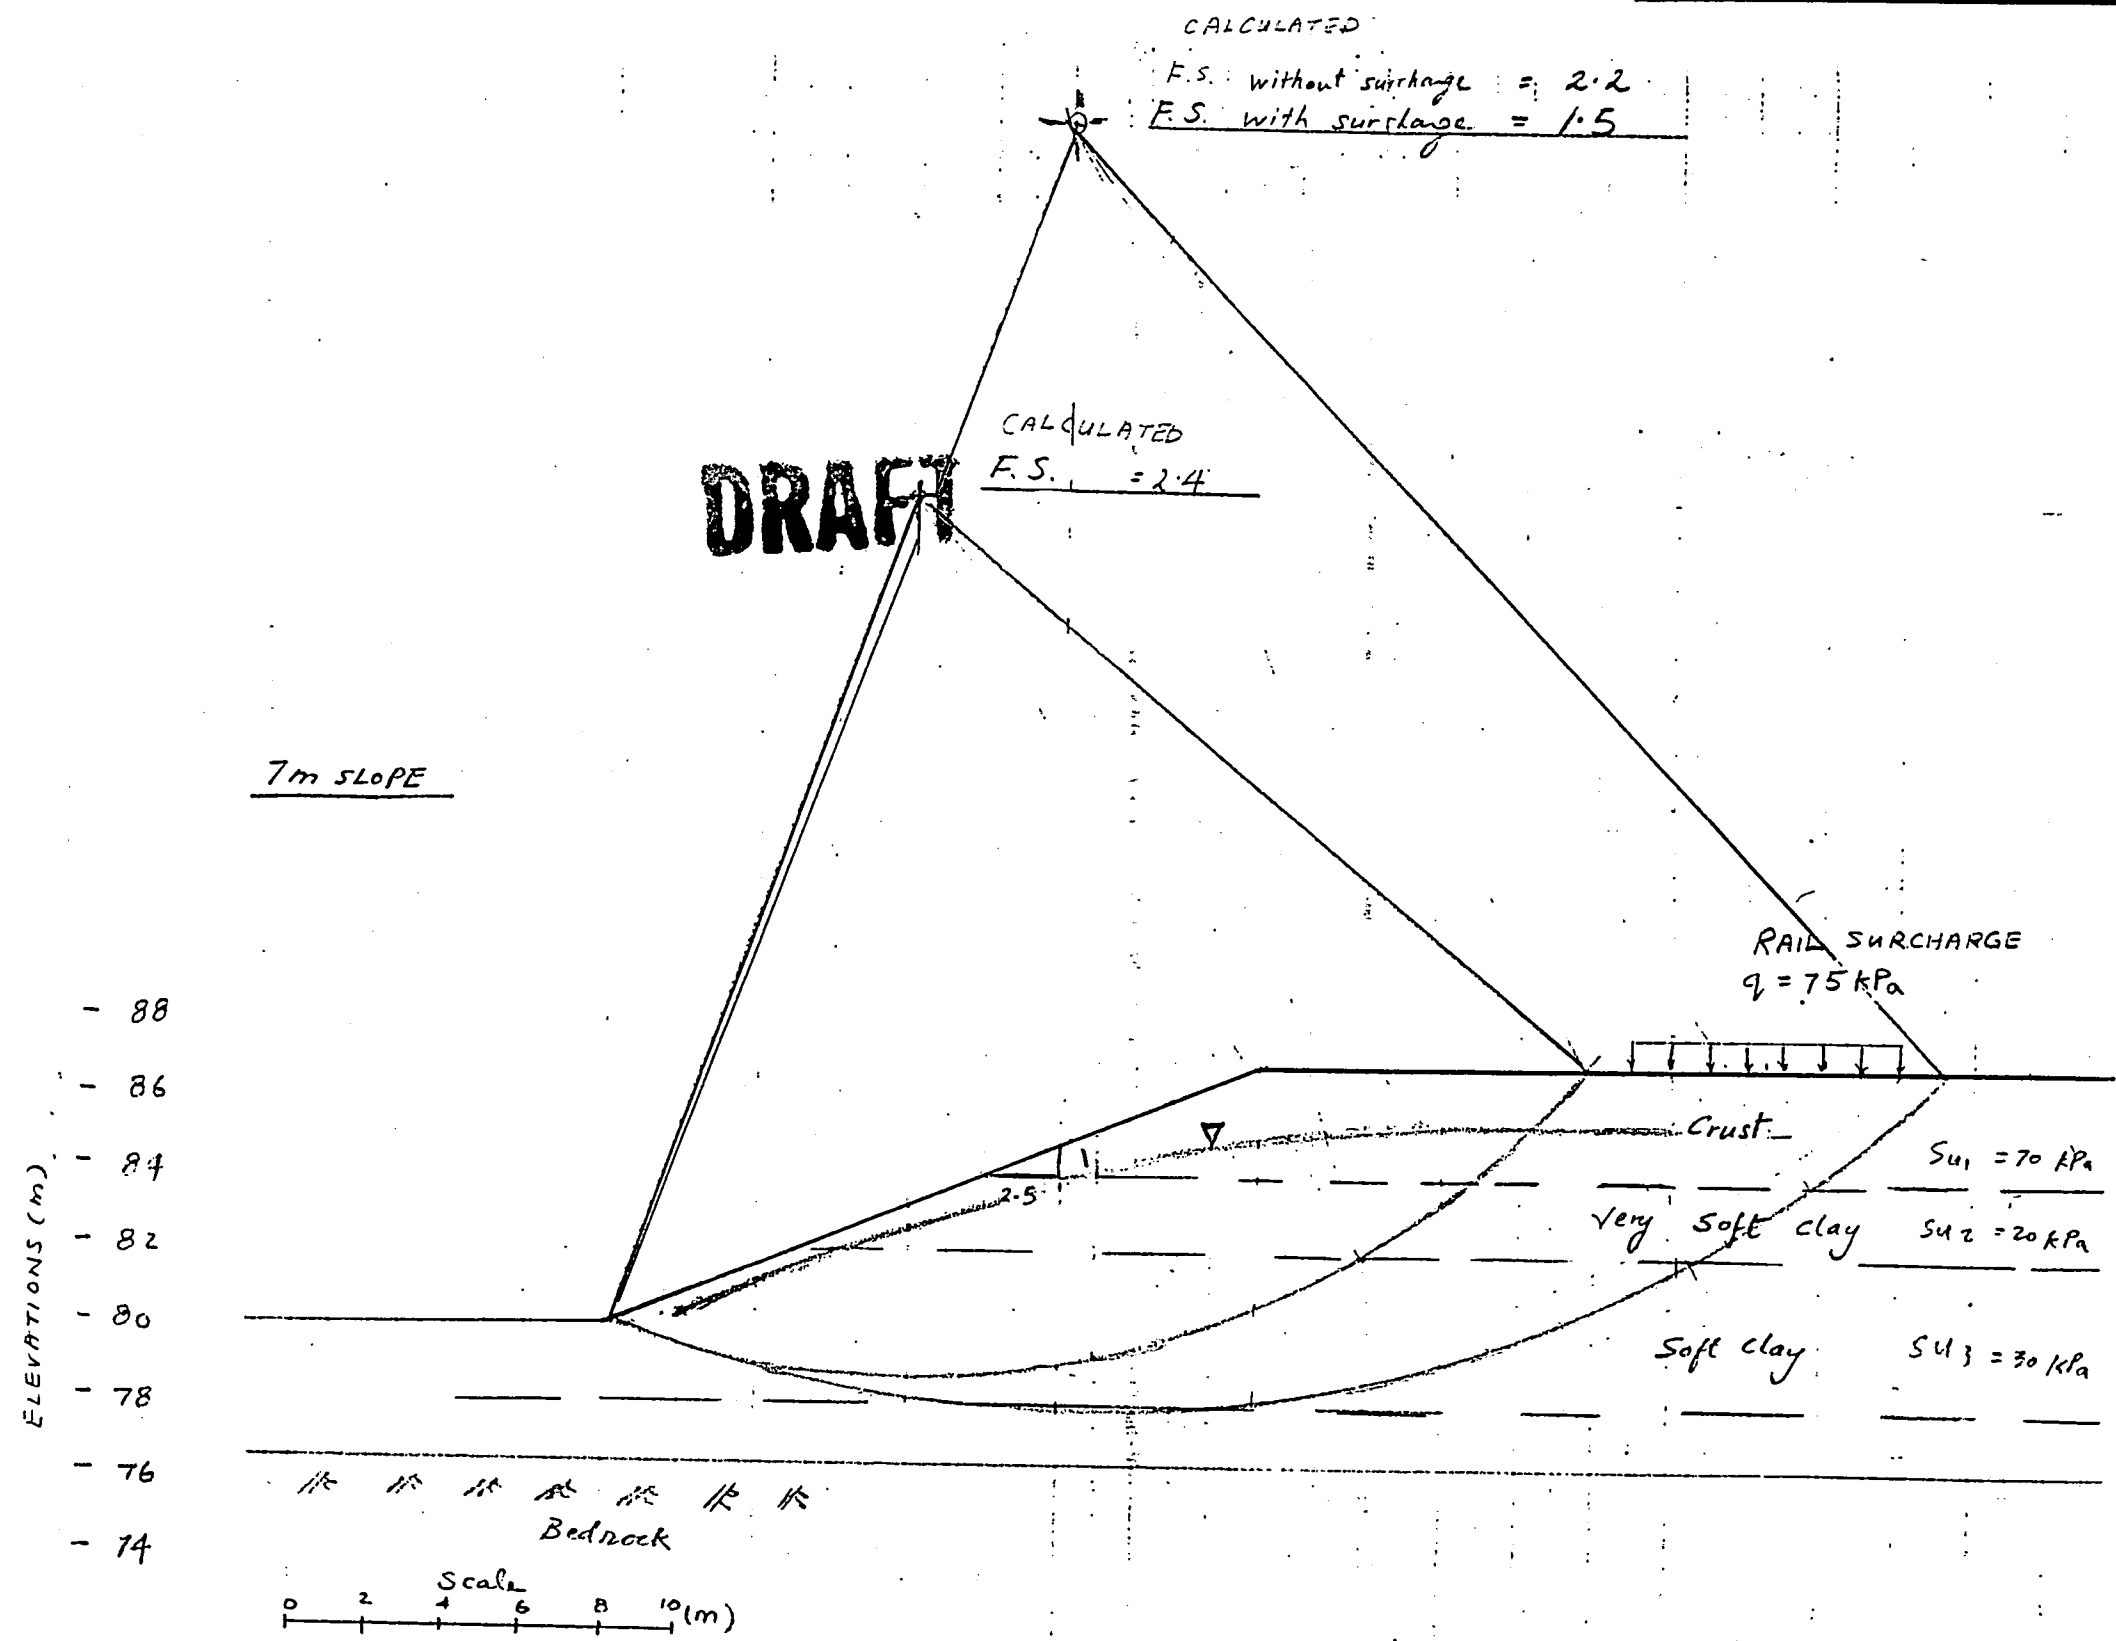 CALCULATED
F.S. without surcharge = 2.2
F.S. with surcharge = 1.5
CALCULATED
F.S. = 2.4
DRAFT
7m SLOPE
RAIL SURCHARGE
q = 75 kPa
ELEVATIONS (m)
- 88
- 86
- 84
- 82
- 80
- 78
- 76
- 74
1
2.5
Crust
Su1 = 70 kPa
Very Soft clay Su2 = 20 kPa
Soft clay Su3 = 30 kPa
Bedrock
Scale
0 2 4 6 8 10 (m)